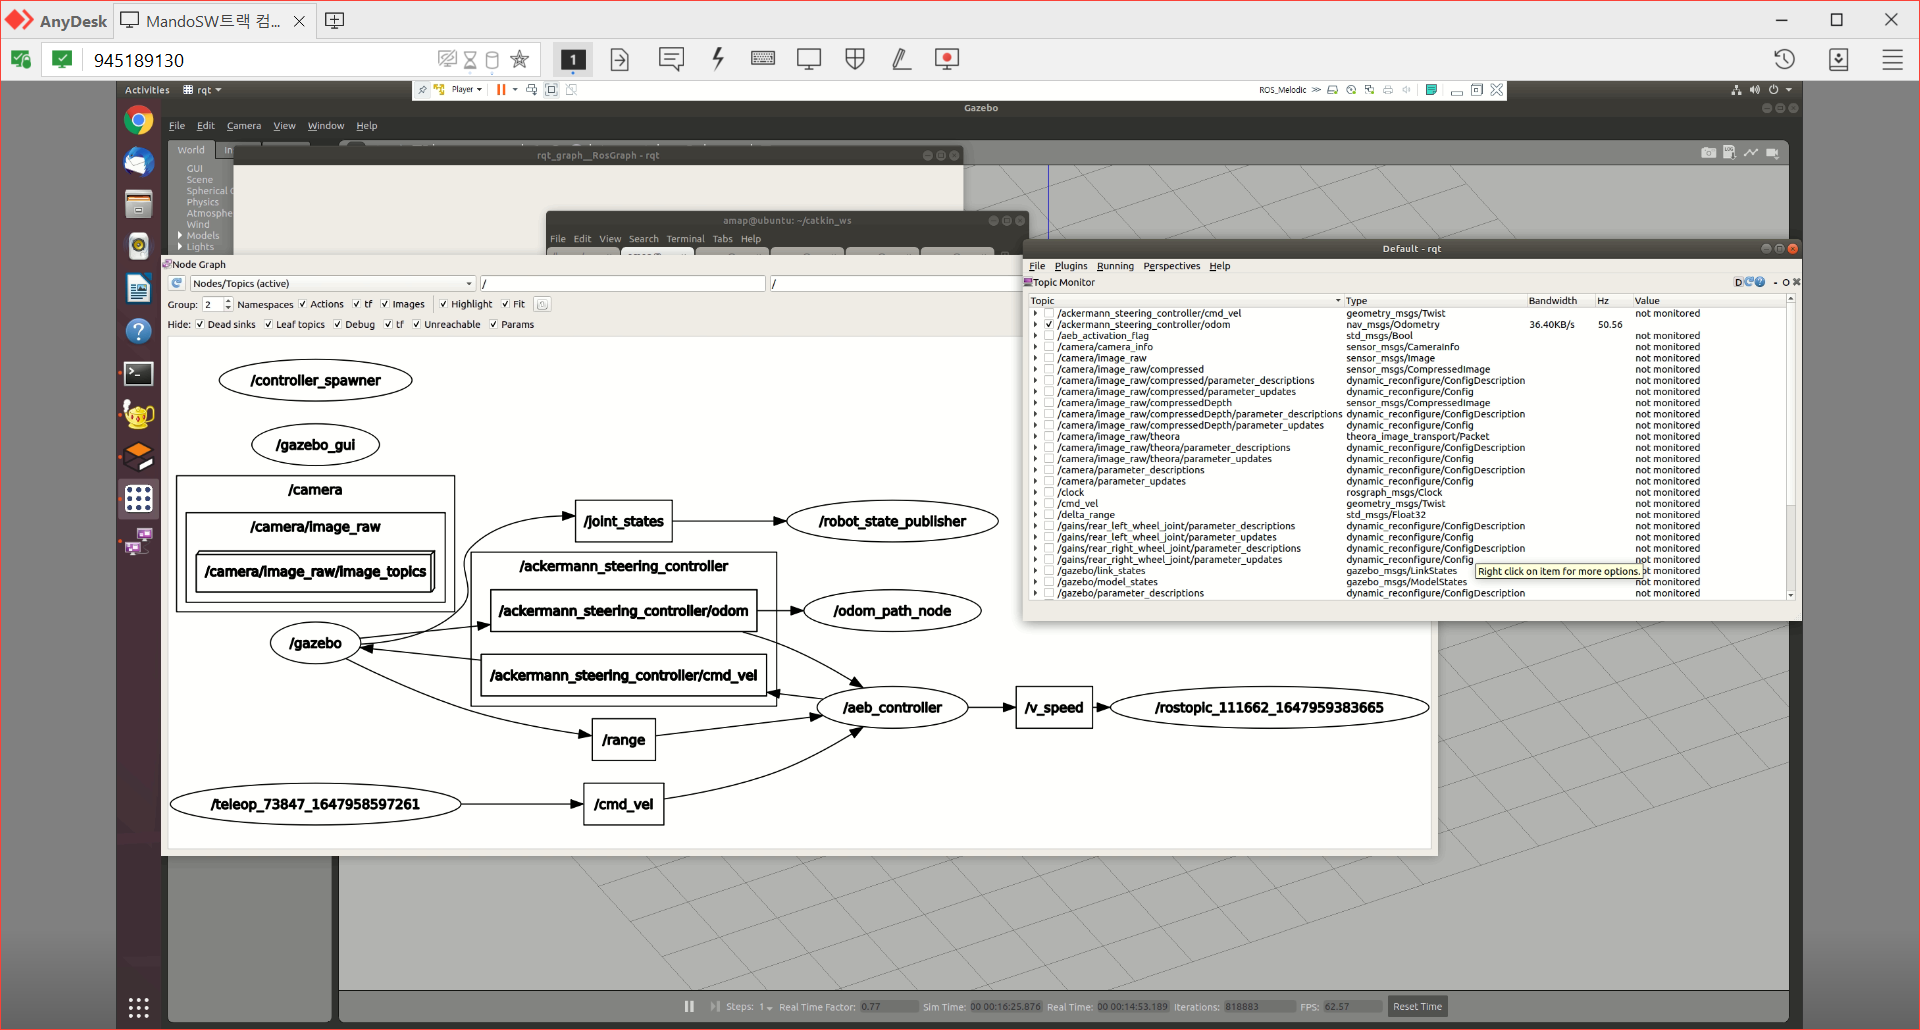 AnyDesk
MandoSW트랙 컴...
945189130
1
Activities
rqt
Player
ROS_Melodic
Gazebo
File Edit Camera View Window Help
World In
GUI
Scene
Spherical
Physics
Atmosphe
Wind
Models
Lights
rqt_graph__RosGraph - rqt
amap@ubuntu: ~/catkin_ws
File Edit View Search Terminal Tabs Help
Node Graph
Nodes/Topics (active) / /
Group: 2 Namespaces Actions tf Images Highlight Fit
Hide: Dead sinks Leaf topics Debug tf Unreachable Params
/controller_spawner
/gazebo_gui
/camera
/camera/image_raw
/camera/image_raw/image_topics
/joint_states
/robot_state_publisher
/ackermann_steering_controller
/ackermann_steering_controller/odom
/odom_path_node
/gazebo
/ackermann_steering_controller/cmd_vel
/aeb_controller
/v_speed
/rostopic_111662_1647959383665
/range
/teleop_73847_1647958597261
/cmd_vel
Default - rqt
File Plugins Running Perspectives Help
Topic Monitor
D - O
Topic Type Bandwidth Hz Value
/ackermann_steering_controller/cmd_vel geometry_msgs/Twist not monitored
/ackermann_steering_controller/odom nav_msgs/Odometry 36.40KB/s 50.56
/aeb_activation_flag std_msgs/Bool not monitored
/camera/camera_info sensor_msgs/CameraInfo not monitored
/camera/image_raw sensor_msgs/Image not monitored
/camera/image_raw/compressed sensor_msgs/CompressedImage not monitored
/camera/image_raw/compressed/parameter_descriptions dynamic_reconfigure/ConfigDescription not monitored
/camera/image_raw/compressed/parameter_updates dynamic_reconfigure/Config not monitored
/camera/image_raw/compressedDepth sensor_msgs/CompressedImage not monitored
/camera/image_raw/compressedDepth/parameter_descriptions dynamic_reconfigure/ConfigDescription not monitored
/camera/image_raw/compressedDepth/parameter_updates dynamic_reconfigure/Config not monitored
/camera/image_raw/theora theora_image_transport/Packet not monitored
/camera/image_raw/theora/parameter_descriptions dynamic_reconfigure/ConfigDescription not monitored
/camera/image_raw/theora/parameter_updates dynamic_reconfigure/Config not monitored
/camera/parameter_descriptions dynamic_reconfigure/ConfigDescription not monitored
/camera/parameter_updates dynamic_reconfigure/Config not monitored
/clock rosgraph_msgs/Clock not monitored
/cmd_vel geometry_msgs/Twist not monitored
/delta_range std_msgs/Float32 not monitored
/gains/rear_left_wheel_joint/parameter_descriptions dynamic_reconfigure/ConfigDescription not monitored
/gains/rear_left_wheel_joint/parameter_updates dynamic_reconfigure/Config not monitored
/gains/rear_right_wheel_joint/parameter_descriptions dynamic_reconfigure/ConfigDescription not monitored
/gains/rear_right_wheel_joint/parameter_updates dynamic_reconfigure/Config not monitored
/gazebo/link_states gazebo_msgs/LinkStates ot monitored
Right click on item for more options.
/gazebo/model_states gazebo_msgs/ModelStates not monitored
/gazebo/parameter_descriptions dynamic_reconfigure/ConfigDescription not monitored
Steps: 1 Real Time Factor: 0.77 Sim Time: 00 00:16:25.876 Real Time: 00 00:14:53.189 Iterations: 818883 FPS: 62.57 Reset Time